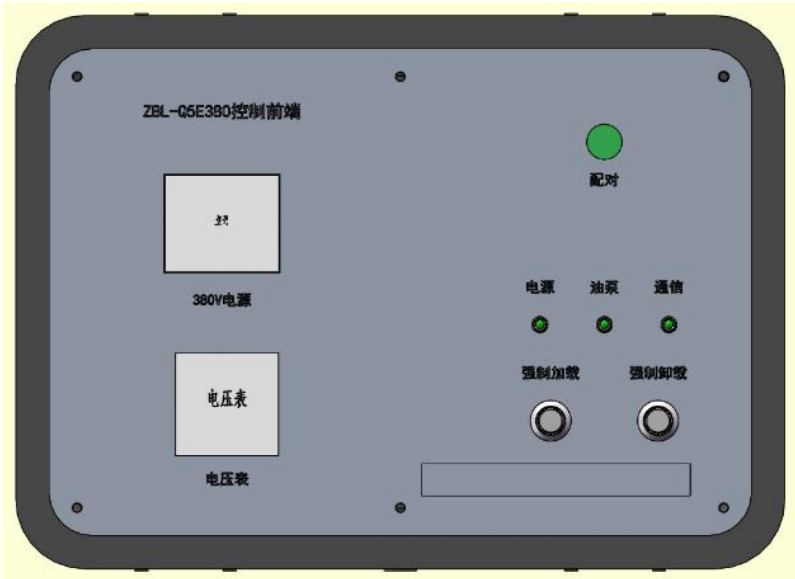 ZBL-Q5E380控制前端
配对
380V电源
电源 油泵 通信
强制加载 强制卸载
电压表
电压表